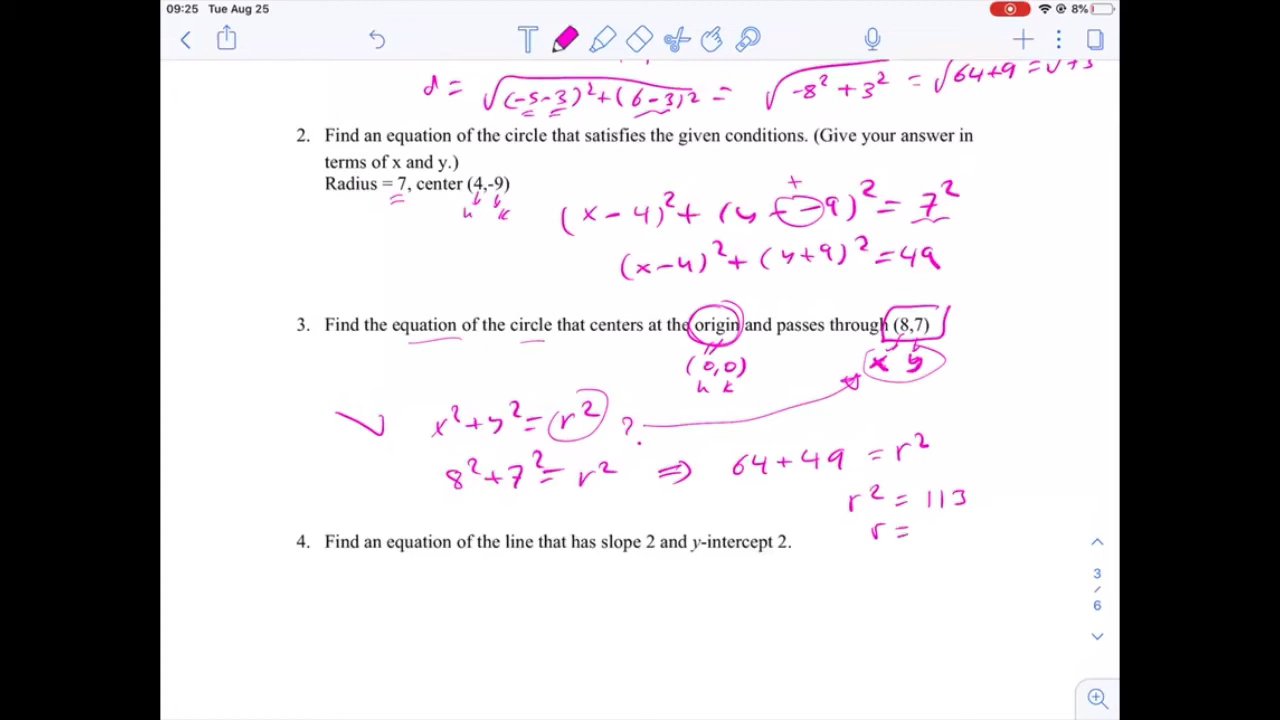 09:25 Tue Aug 25
8%
d = √(-5-3)²+(6-3)² = √-8² + 3² = √64+9 = √73
2. Find an equation of the circle that satisfies the given conditions. (Give your answer in
terms of x and y.)
Radius = 7, center (4,-9)
h k
+
(x-4)²+(y--9)²=7²
(x-4)²+(y+9)²=49
3. Find the equation of the circle that centers at the origin and passes through (8,7)
(0,0)
x y
h k
x²+y²=r² ?
8²+7²=r² ⇒ 64+49 = r²
r² = 113
r =
4. Find an equation of the line that has slope 2 and y-intercept 2.
3
/
6